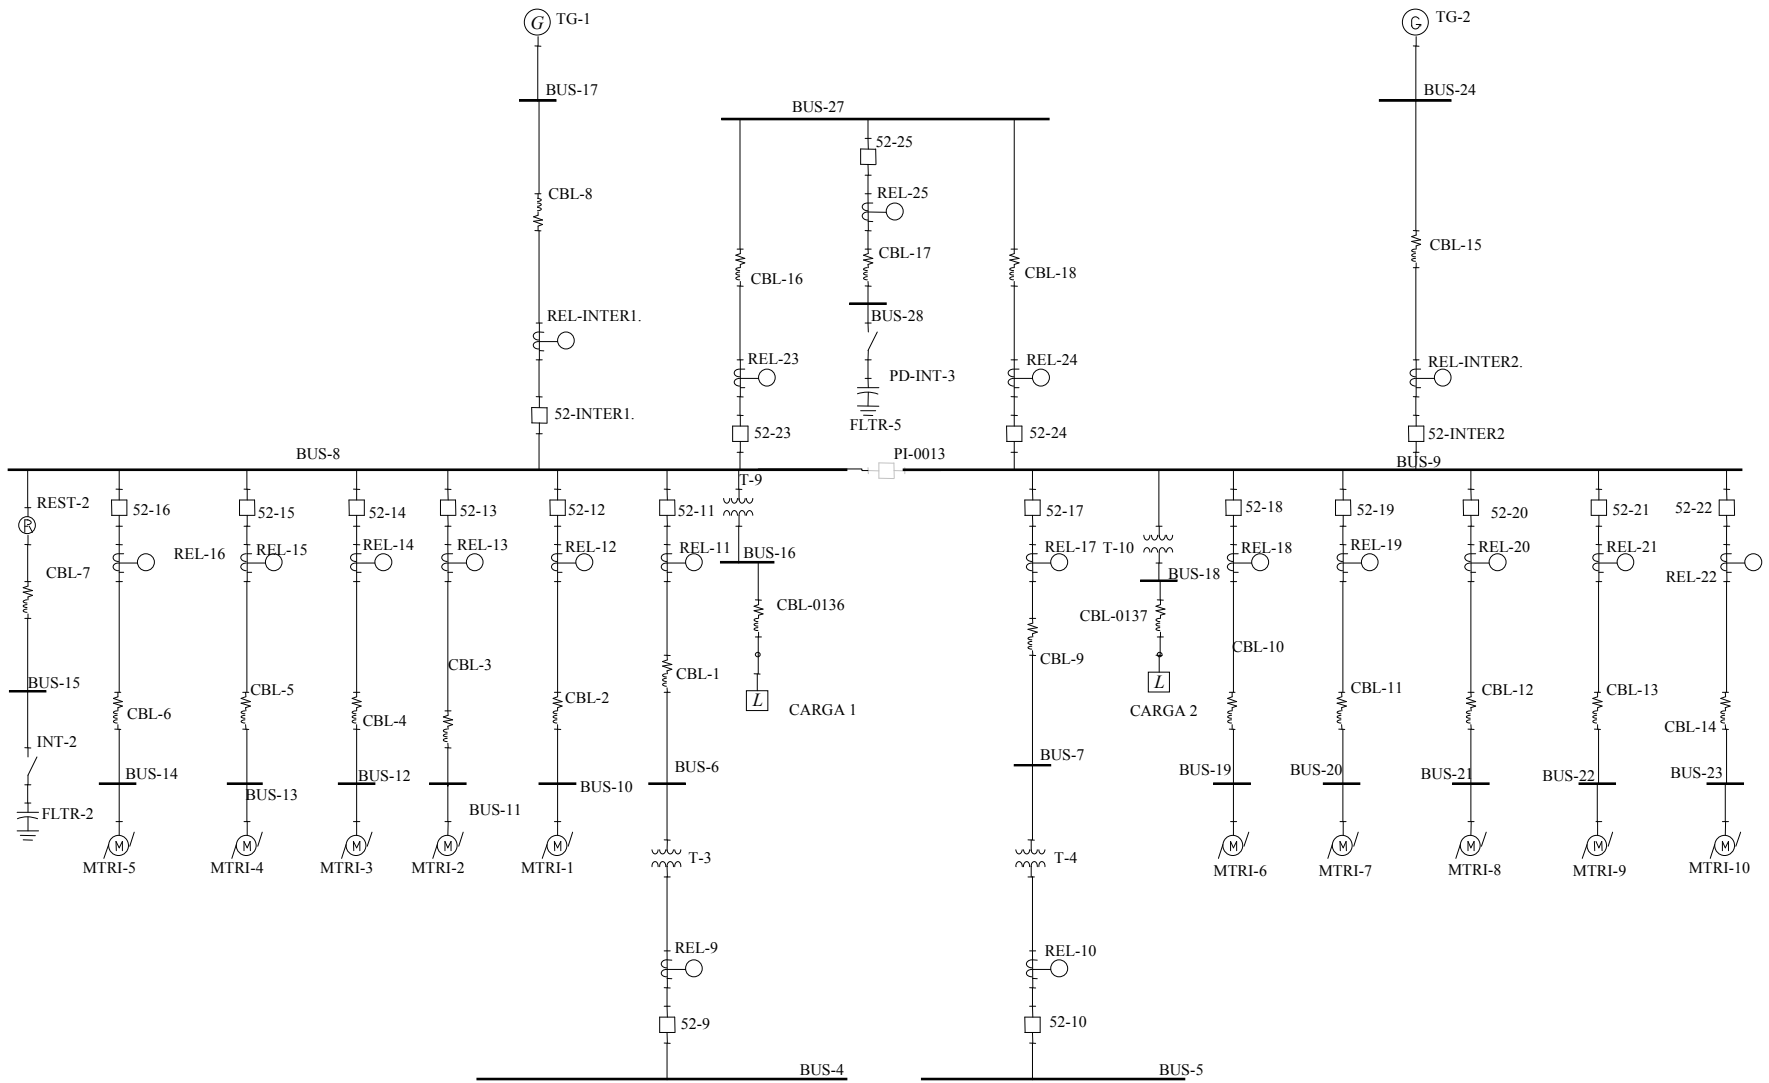 G TG-1
G TG-2
BUS-17
BUS-24
BUS-27
52-25
CBL-8
REL-25
CBL-15
CBL-17
CBL-16
CBL-18
REL-INTER1.
BUS-28
REL-23
REL-24
REL-INTER2.
PD-INT-3
52-INTER1.
FLTR-5
52-23
52-24
52-INTER2
BUS-8
PI-0013
BUS-9
T-9
REST-2
R
52-16
52-15
52-14
52-13
52-12
52-11
52-17
52-18
52-19
52-20
52-21
52-22
REL-16
REL-15
REL-14
REL-13
REL-12
REL-11
BUS-16
REL-17
T-10
REL-18
REL-19
REL-20
REL-21
REL-22
CBL-7
BUS-18
CBL-0136
CBL-0137
CBL-3
CBL-1
CBL-9
CBL-10
BUS-15
CBL-6
CBL-5
CBL-4
CBL-2
L
CARGA 1
L
CARGA 2
CBL-11
CBL-12
CBL-13
CBL-14
INT-2
BUS-14
BUS-13
BUS-12
BUS-11
BUS-10
BUS-6
BUS-7
BUS-19
BUS-20
BUS-21
BUS-22
BUS-23
FLTR-2
M
M
M
M
M
M
M
M
M
M
MTRI-5
MTRI-4
MTRI-3
MTRI-2
MTRI-1
T-3
T-4
MTRI-6
MTRI-7
MTRI-8
MTRI-9
MTRI-10
REL-9
REL-10
52-9
52-10
BUS-4
BUS-5